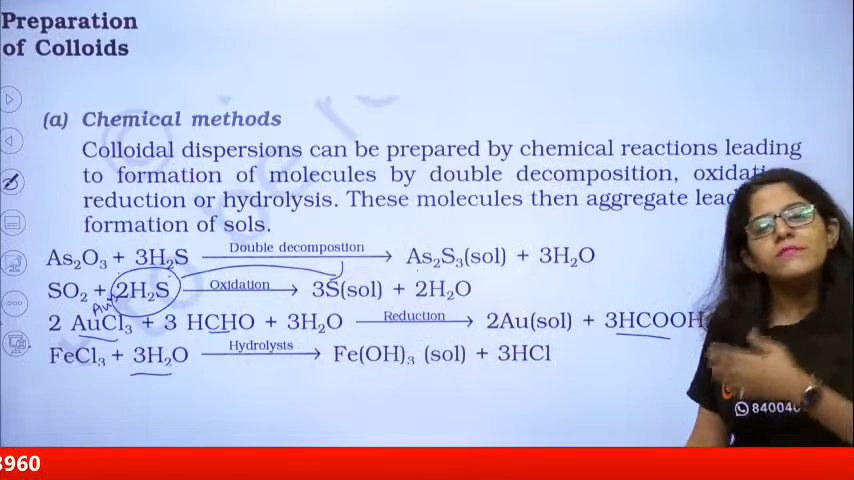 Preparation
of Colloids
(a) Chemical methods
Colloidal dispersions can be prepared by chemical reactions leading
to formation of molecules by double decomposition,
reduction or hydrolysis. These molecules then aggregate
formation of sols.
As₂O₃ + 3H₂S Double decompostion → As₂S₃(sol) + 3H₂O
SO₂ + 2H₂S Oxidation → 3S(sol) + 2H₂O
2 AuCl₃ + 3 HCHO + 3H₂O Reduction → 2Au(sol) + 3HCOOH
FeCl₃ + 3H₂O Hydrolysis → Fe(OH)₃ (sol) + 3HCl
3960